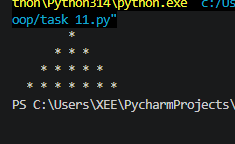 thon\Python314\python.exe" c:/Us
oop/task 11.py"
*
* * *
* * * * *
* * * * * * *
PS C:\Users\XEE\PycharmProjects\